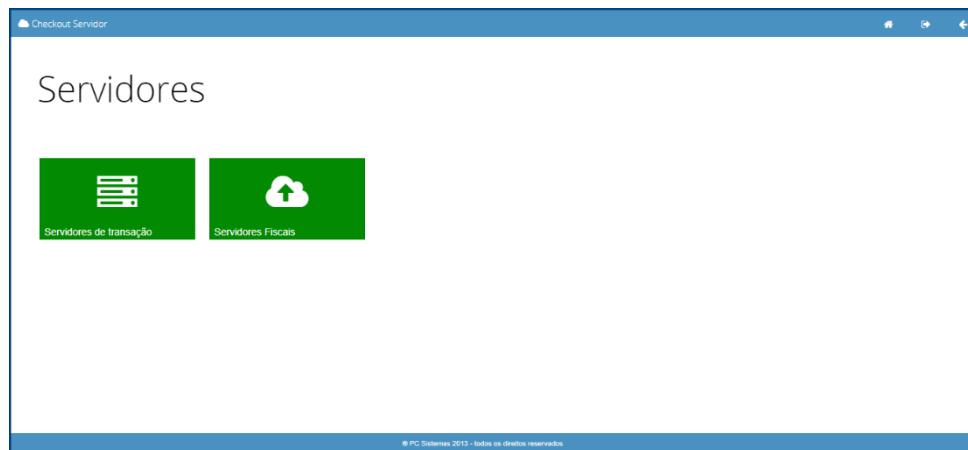 Checkout Servidor
Servidores
Servidores de transação
Servidores Fiscais
© PC Sistemas 2013 - todos os direitos reservados